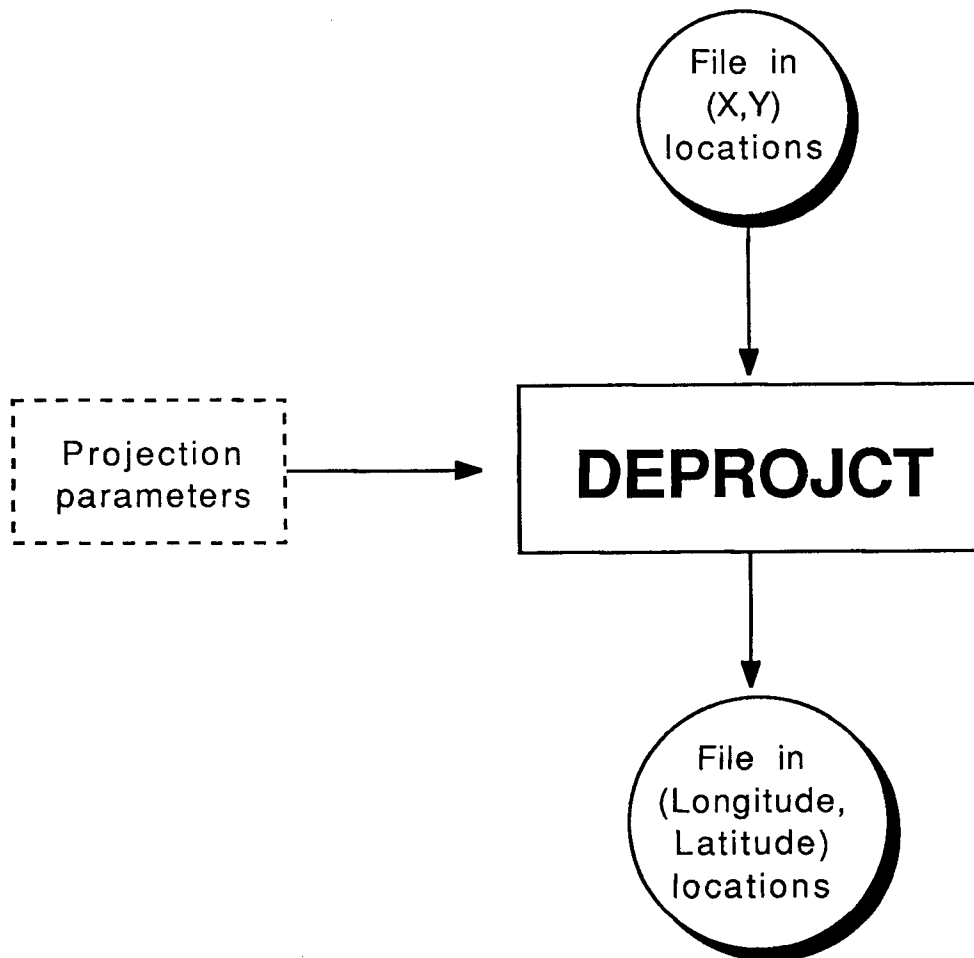 File in
(X,Y)
locations
Projection
parameters
DEPROJCT
File in
(Longitude,
Latitude)
locations